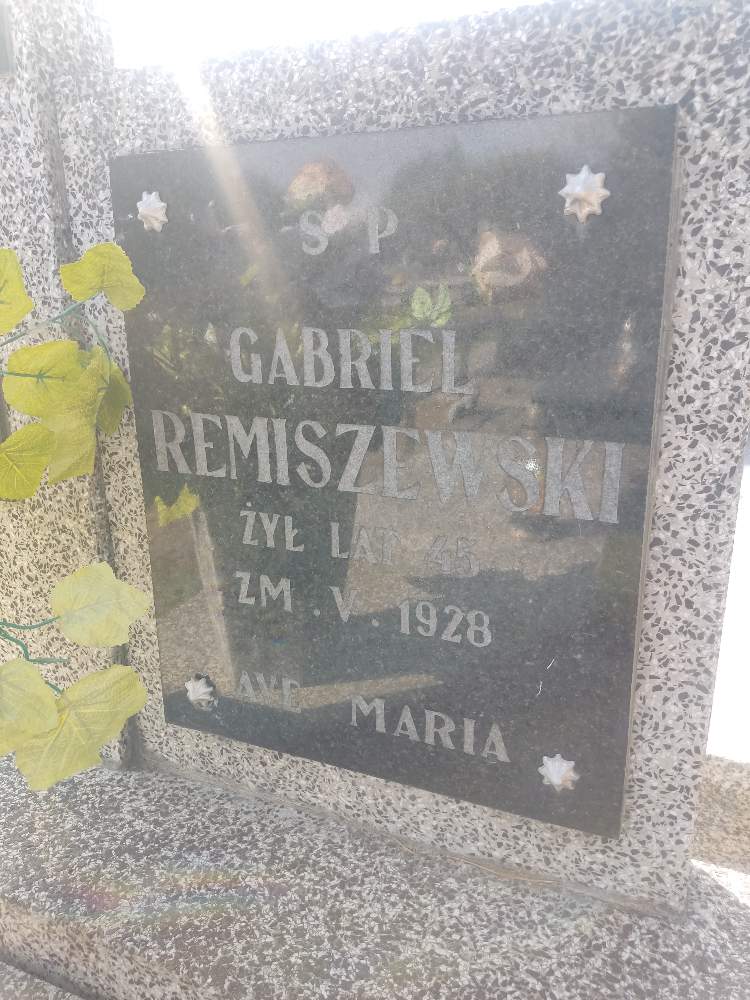 S P
GABRIEL
REMISZEWSKI
ŻYŁ LAT 45
ZM . V . 1928
AVE MARIA